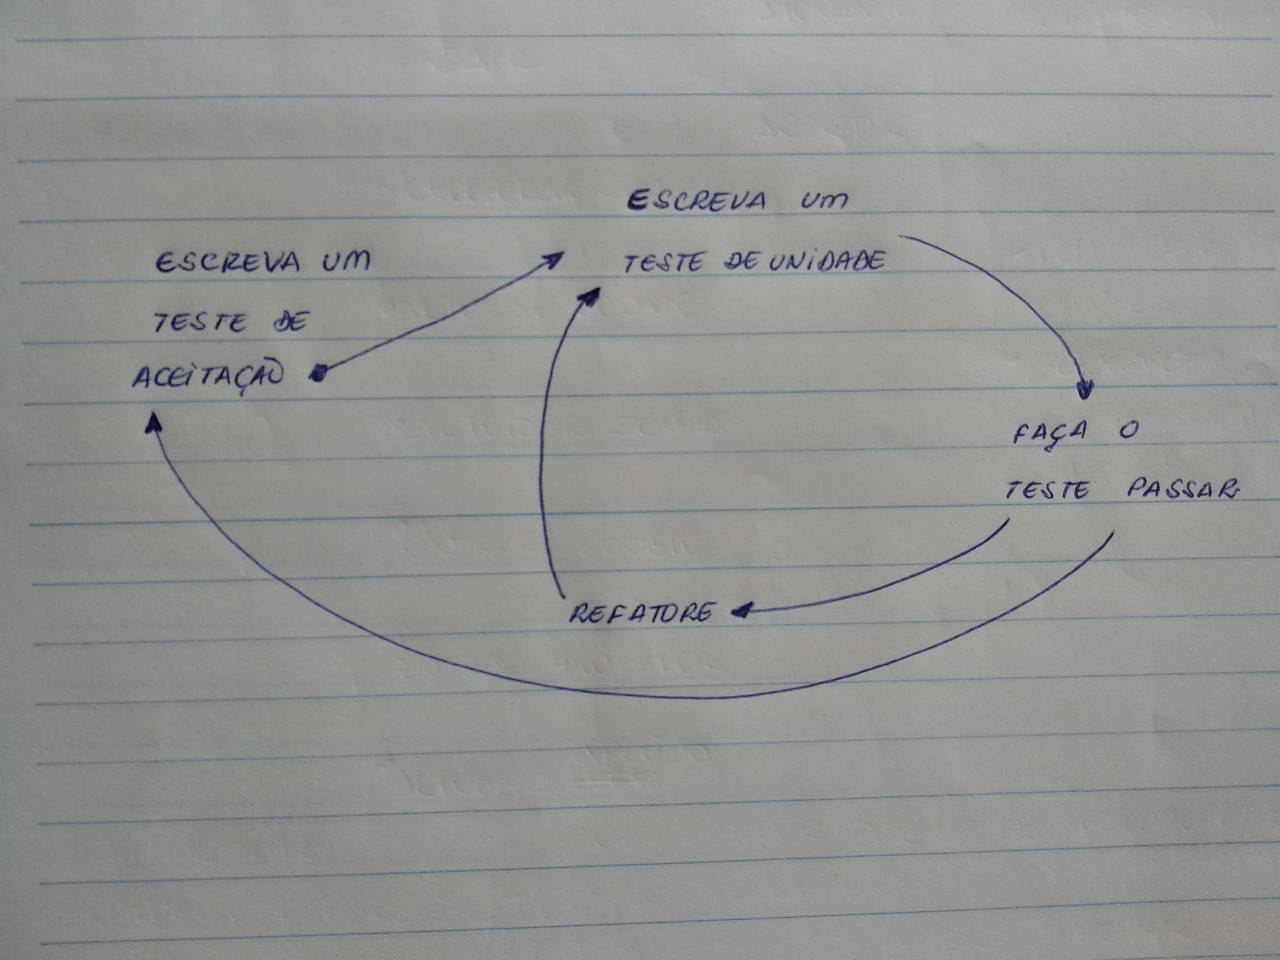 ESCREVA UM
TESTE DE
ACEITAÇÃO
ESCREVA UM
TESTE DE UNIDADE
FAÇA O
TESTE PASSAR
REFATORE